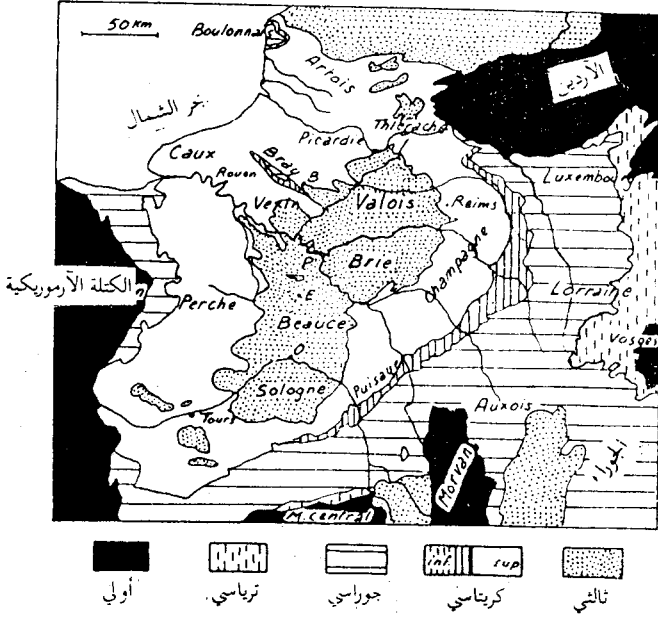 50 km
Boulonnais
Artois
الأردين
بحر الشمال
Thiérache
Picardie
Caux
Bray
B
Rouen
Luxembourg
Vexin
Valois
Reims
P
Brie
Champagne
الكتلة الآرموريكية
Lorraine
Perche
E
Beauce
Vosges
O
Puisaye
Sologne
Auxois
Tours
الجورا
Morvan
M. central
inf
sup
أولي
ترياسي
جوراسي
كريتاسي
ثالثي